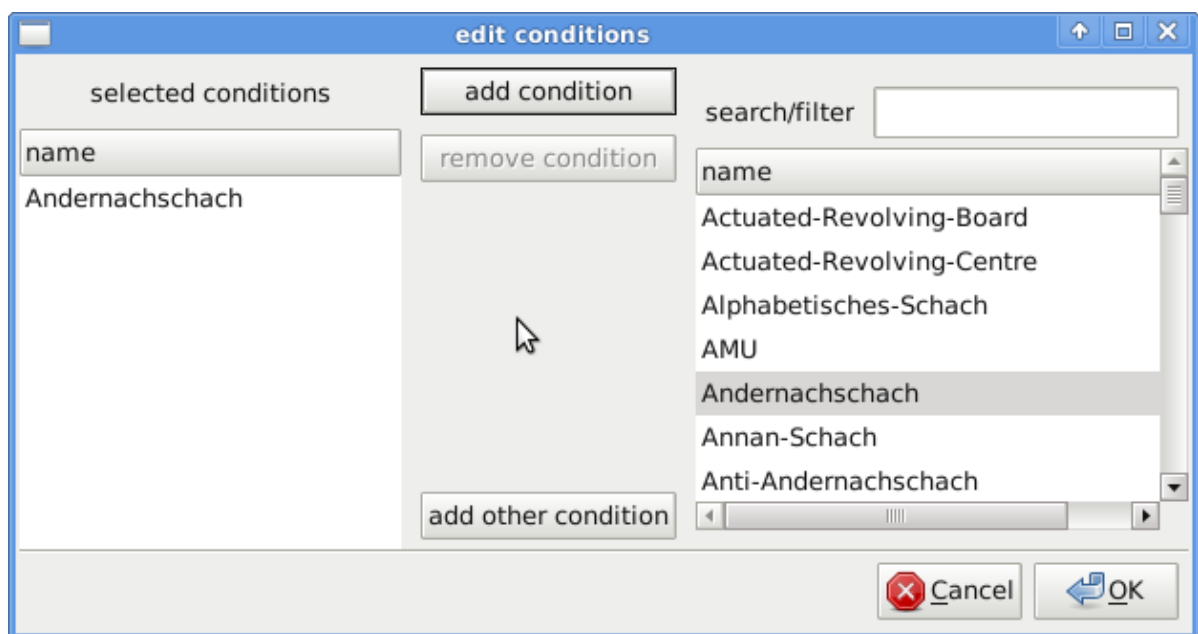 edit conditions
selected conditions
name
Andernachschach
add condition
remove condition
add other condition
search/filter
name
Actuated-Revolving-Board
Actuated-Revolving-Centre
Alphabetisches-Schach
AMU
Andernachschach
Annan-Schach
Anti-Andernachschach
Cancel
OK